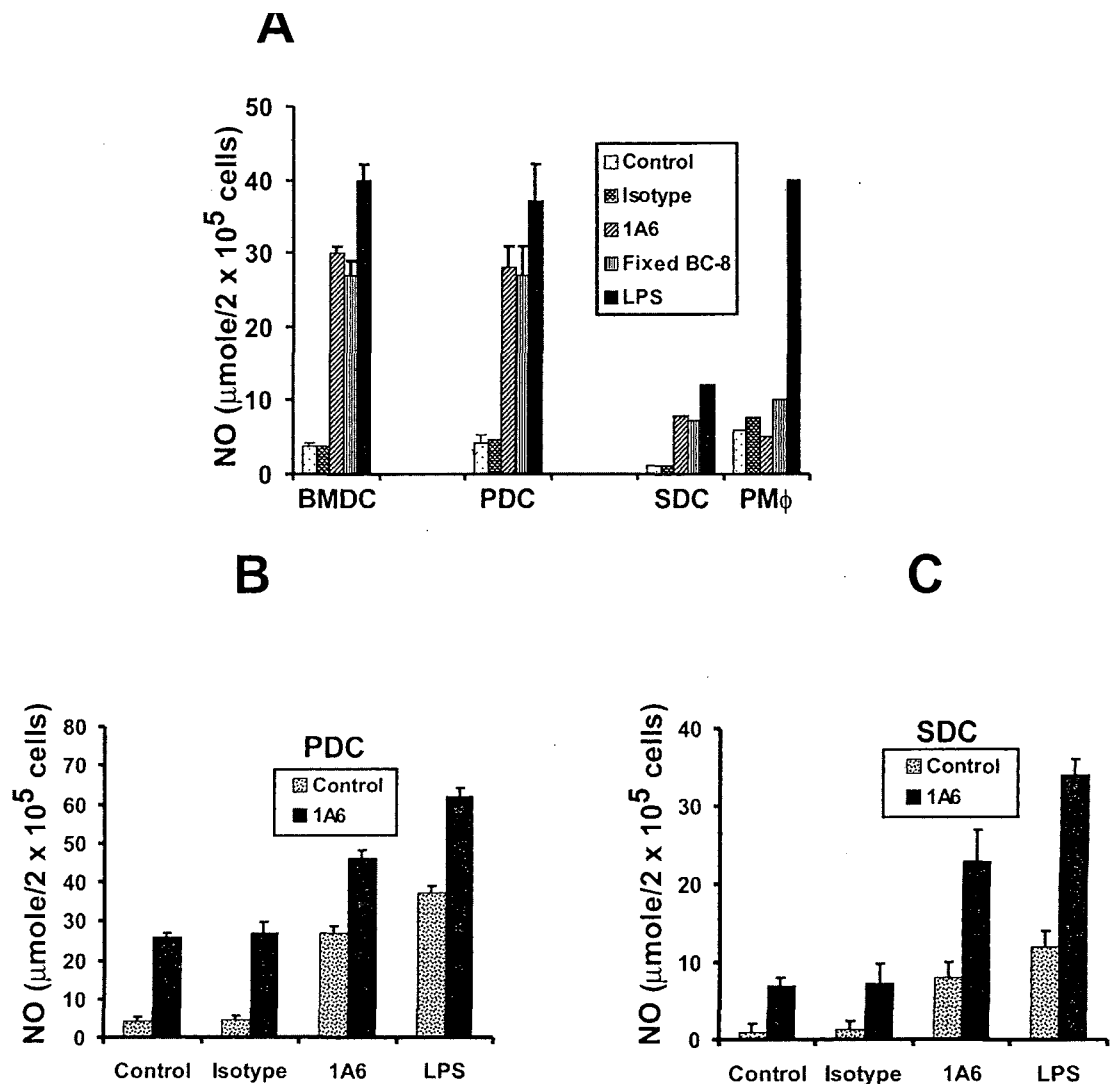 A
NO (μmole/2 x 10⁵ cells)
50
40
30
20
10
0
Control
Isotype
1A6
Fixed BC-8
LPS
BMDC PDC SDC PMϕ
B
NO (μmole/2 x 10⁵ cells)
80
70
60
50
40
30
20
10
0
PDC
Control
1A6
Control Isotype 1A6 LPS
C
NO (μmole/2 x 10⁵ cells)
40
30
20
10
0
SDC
Control
1A6
Control Isotype 1A6 LPS